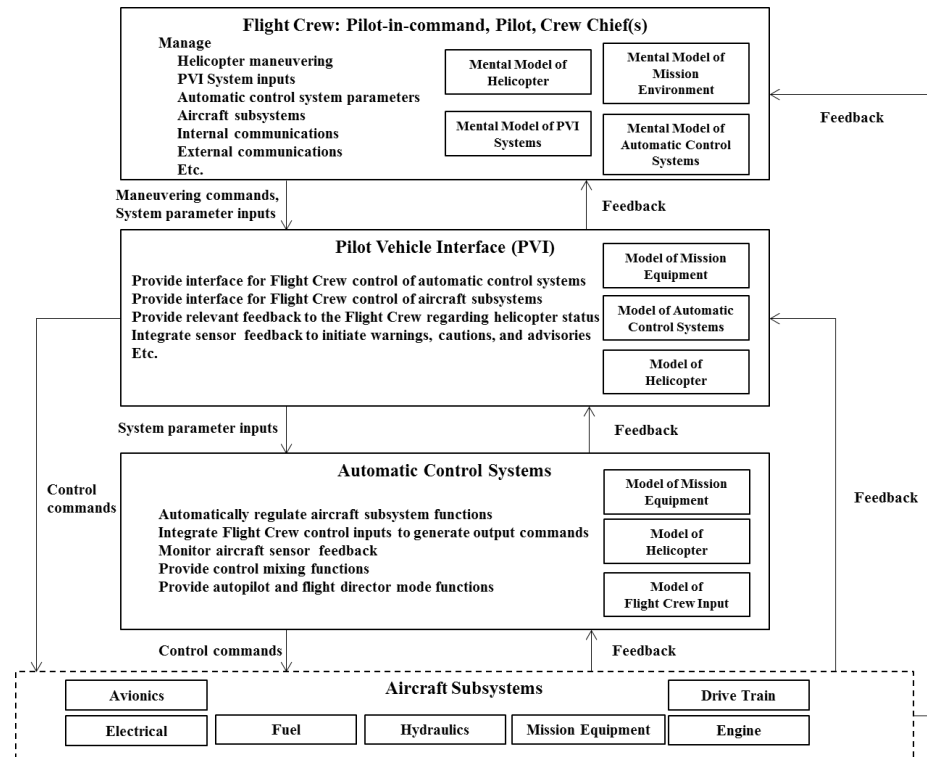 Flight Crew: Pilot-in-command, Pilot, Crew Chief(s)
Manage
Helicopter maneuvering
PVI System inputs
Automatic control system parameters
Aircraft subsystems
Internal communications
External communications
Etc.
Mental Model of
Helicopter
Mental Model of
Mission
Environment
Mental Model of PVI
Systems
Mental Model of
Automatic Control
Systems
Feedback
Maneuvering commands,
System parameter inputs
Feedback
Pilot Vehicle Interface (PVI)
Provide interface for Flight Crew control of automatic control systems
Provide interface for Flight Crew control of aircraft subsystems
Provide relevant feedback to the Flight Crew regarding helicopter status
Integrate sensor feedback to initiate warnings, cautions, and advisories
Etc.
Model of Mission
Equipment
Model of Automatic
Control Systems
Model of
Helicopter
System parameter inputs
Feedback
Control
commands
Feedback
Automatic Control Systems
Automatically regulate aircraft subsystem functions
Integrate Flight Crew control inputs to generate output commands
Monitor aircraft sensor feedback
Provide control mixing functions
Provide autopilot and flight director mode functions
Model of Mission
Equipment
Model of
Helicopter
Model of
Flight Crew Input
Control commands
Feedback
Aircraft Subsystems
Avionics
Drive Train
Electrical
Fuel
Hydraulics
Mission Equipment
Engine